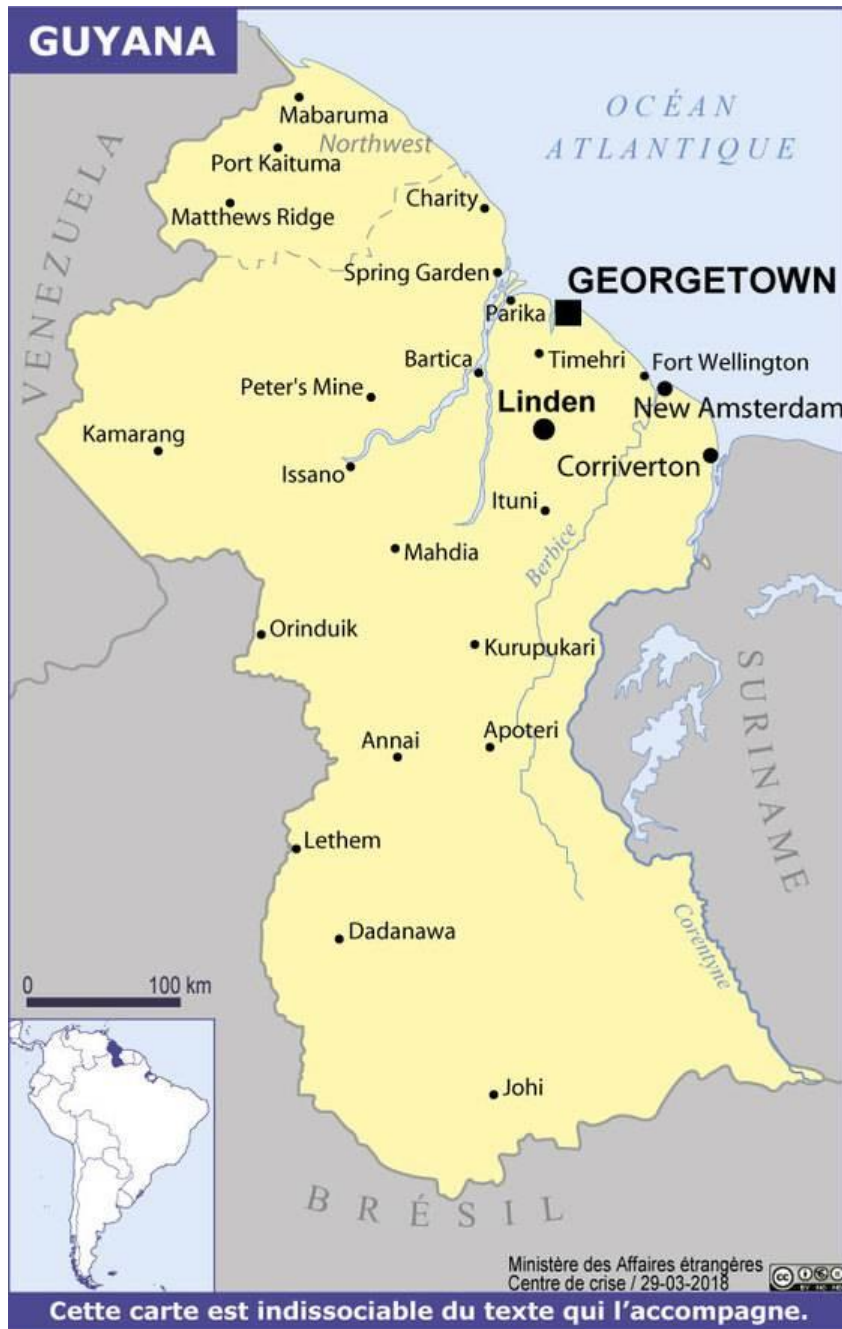 GUYANA
OCÉAN
ATLANTIQUE
VENEZUELA
Mabaruma
Northwest
Port Kaituma
Matthews Ridge
Charity
Spring Garden
GEORGETOWN
Parika
Timehri
Fort Wellington
Bartica
Peter's Mine
Linden
New Amsterdam
Kamarang
Corriverton
Issano
Ituni
Mahdia
Berbice
Orinduik
Kurupukari
SURINAME
Apoteri
Annai
Lethem
Dadanawa
Corentyne
0 100 km
Johi
BRÉSIL
Ministère des Affaires étrangères
Centre de crise / 29-03-2018
Cette carte est indissociable du texte qui l'accompagne.